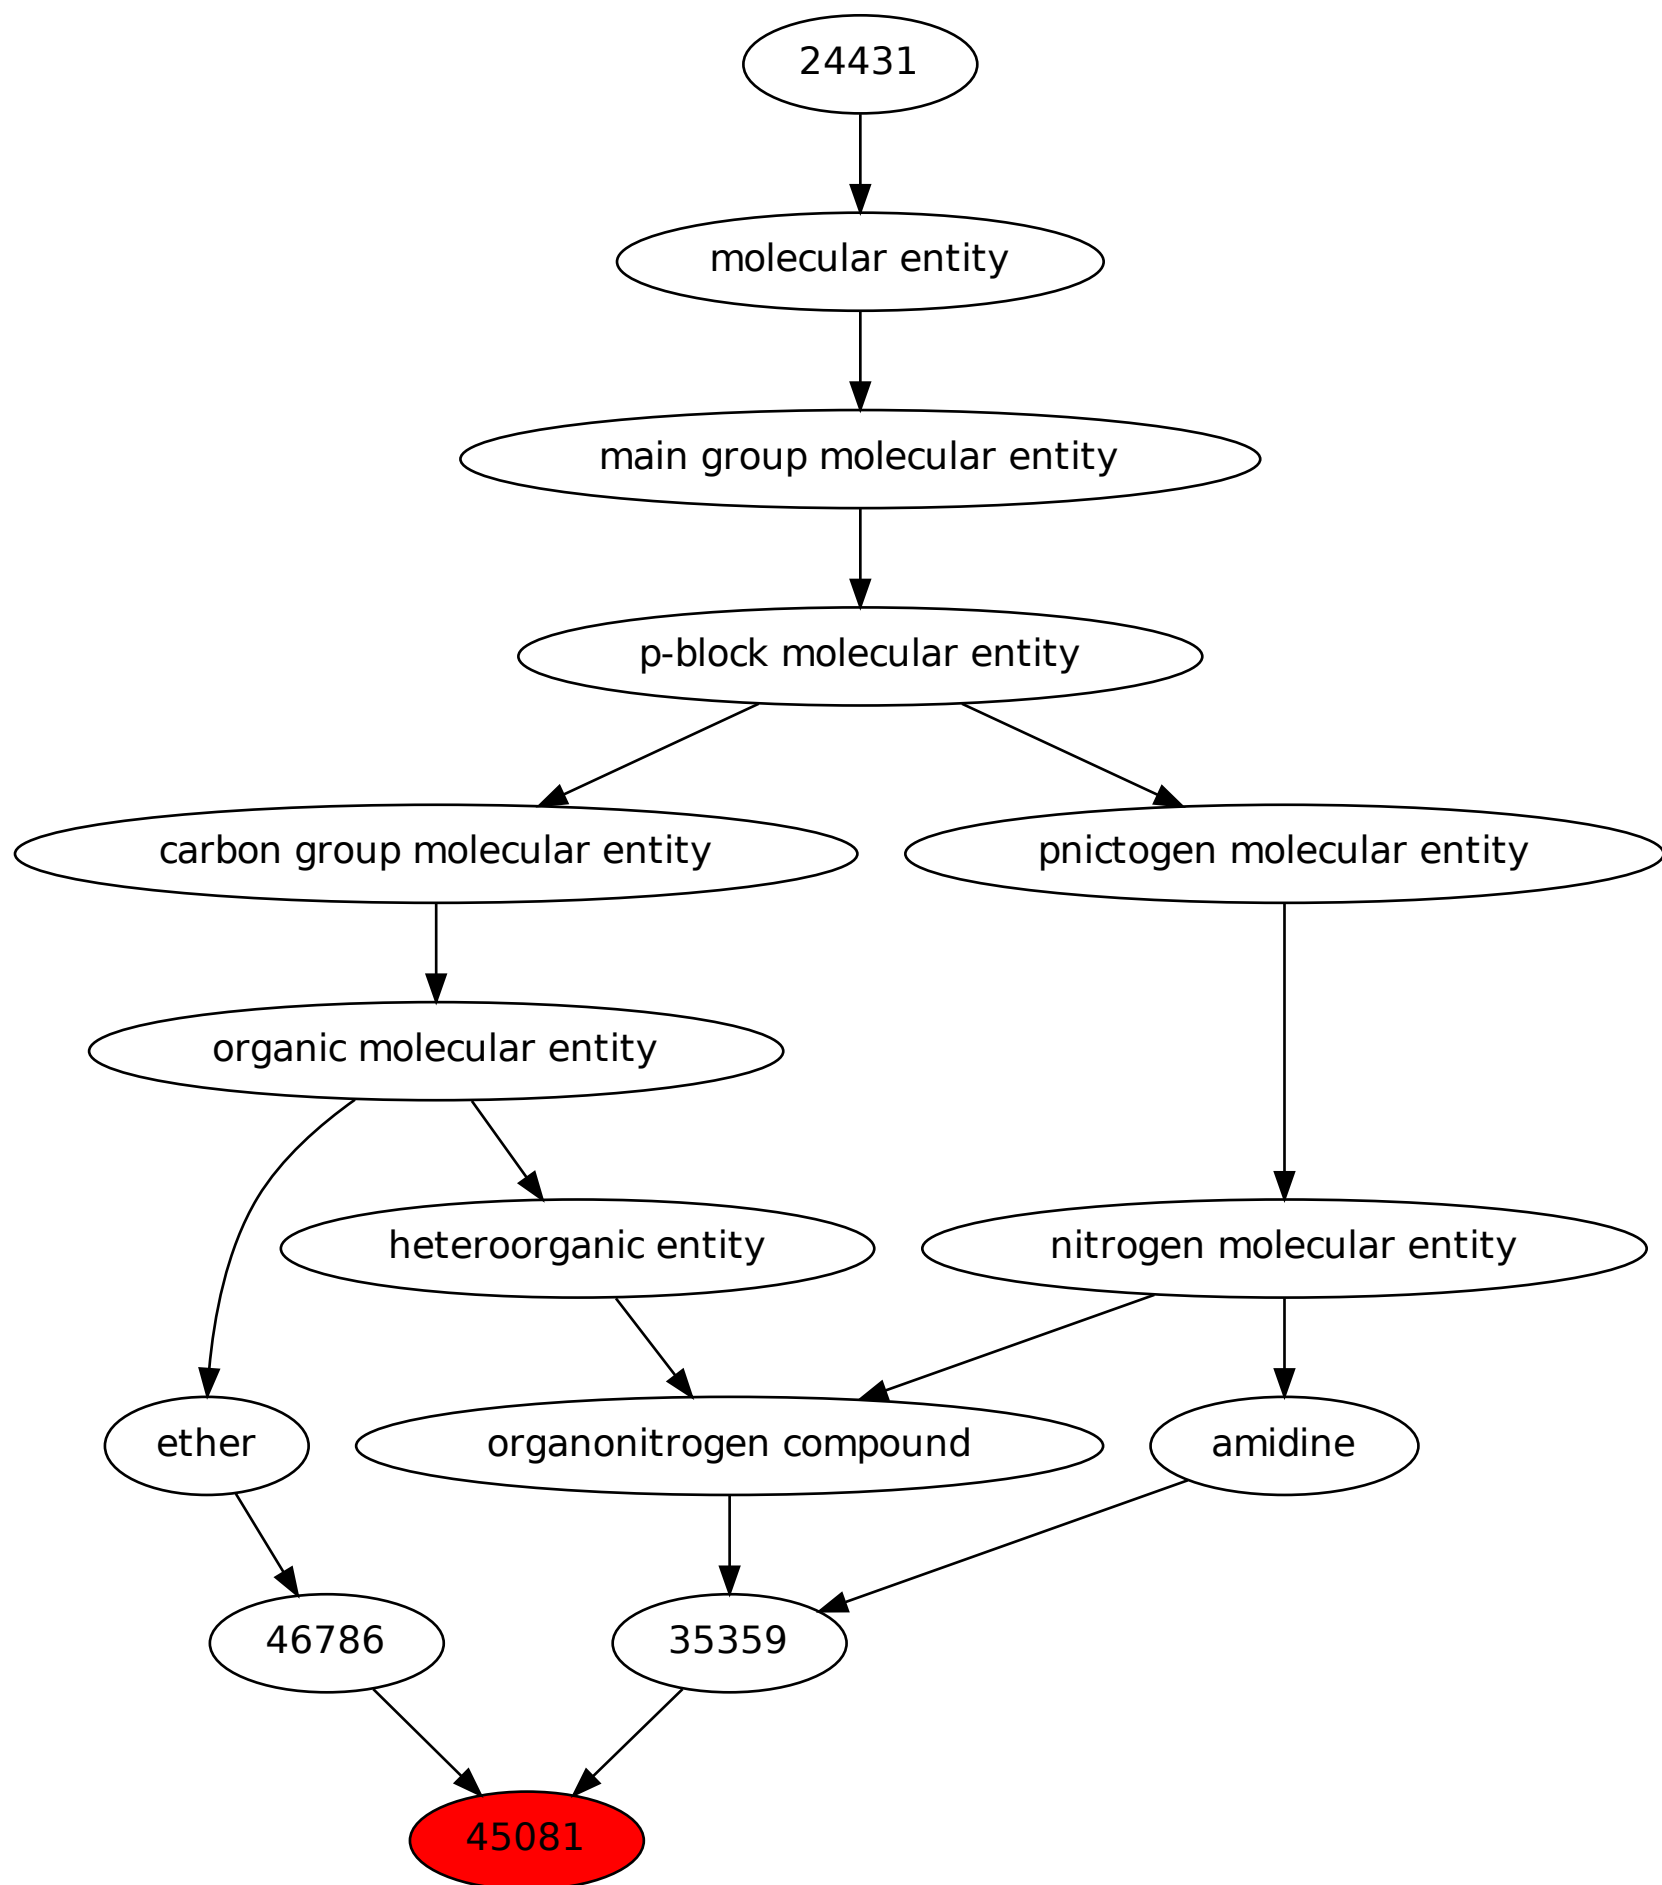 24431
molecular entity
main group molecular entity
p-block molecular entity
carbon group molecular entity
pnictogen molecular entity
organic molecular entity
heteroorganic entity
nitrogen molecular entity
ether
organonitrogen compound
amidine
46786
35359
45081